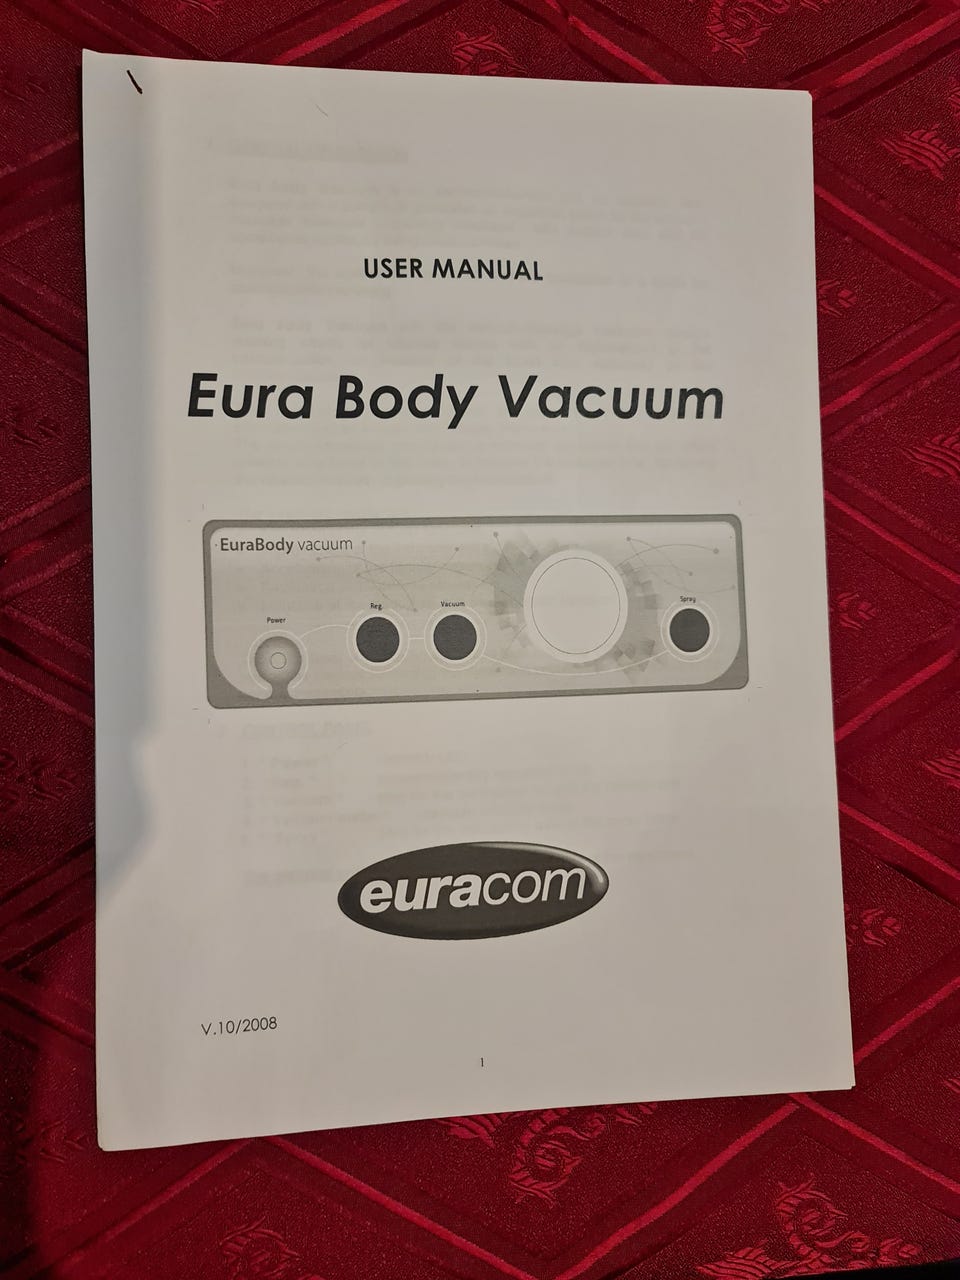 USER MANUAL
Eura Body Vacuum
EuraBody vacuum
Power
Reg.
Vacuum
Spray
euracom
V.10/2008
1